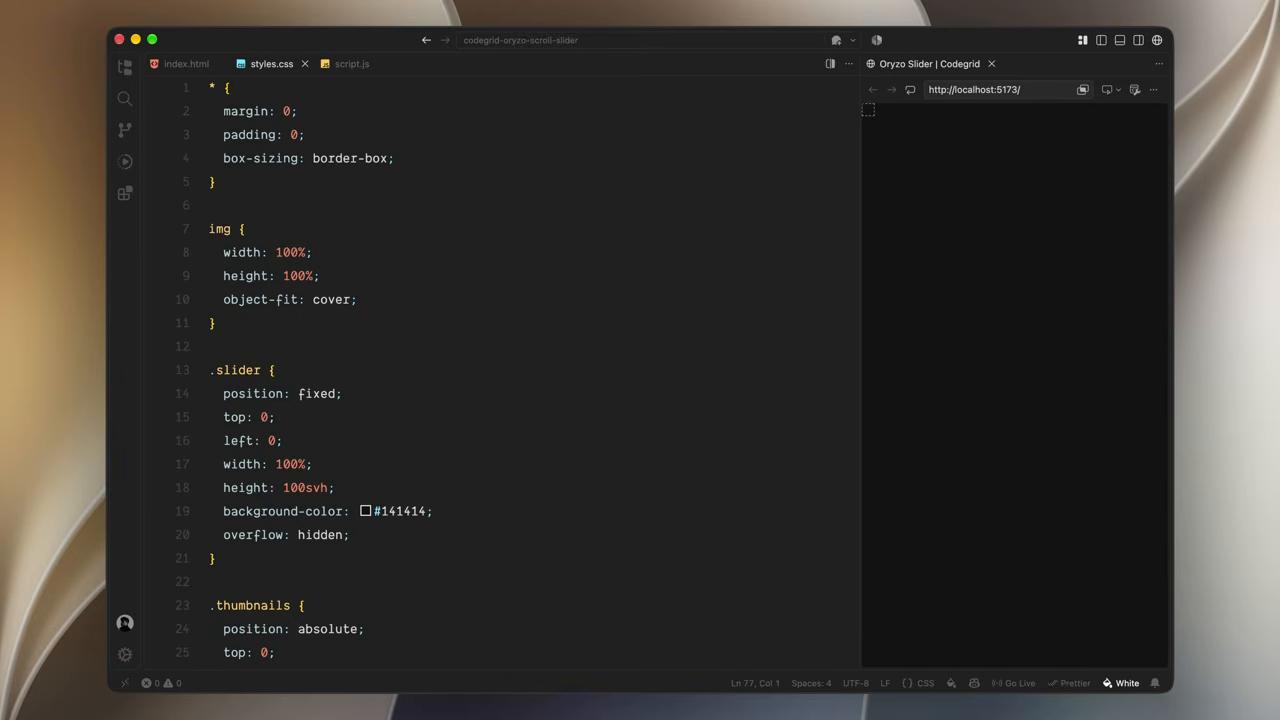 codegrid-oryzo-scroll-slider
index.html
styles.css
script.js
Oryzo Slider | Codegrid
http://localhost:5173/
1 * {
2 margin: 0;
3 padding: 0;
4 box-sizing: border-box;
5 }
6
7 img {
8 width: 100%;
9 height: 100%;
10 object-fit: cover;
11 }
12
13 .slider {
14 position: fixed;
15 top: 0;
16 left: 0;
17 width: 100%;
18 height: 100svh;
19 background-color: #141414;
20 overflow: hidden;
21 }
22
23 .thumbnails {
24 position: absolute;
25 top: 0;
0 0 Ln 77, Col 1 Spaces: 4 UTF-8 LF { } CSS Go Live Prettier White